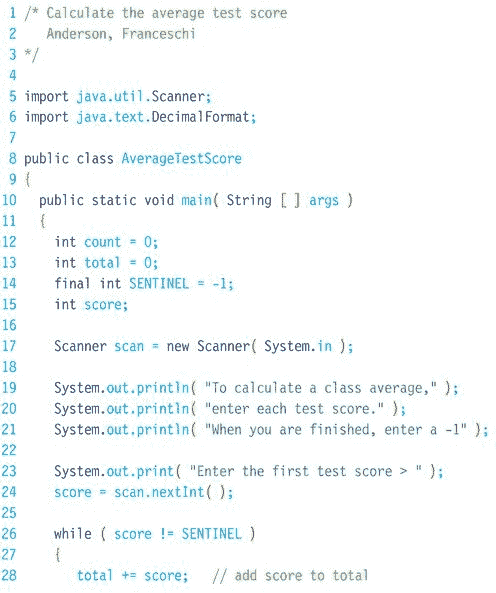 1 /* Calculate the average test score
2    Anderson, Franceschi
3 */
4
5 import java.util.Scanner;
6 import java.text.DecimalFormat;
7
8 public class AverageTestScore
9 {
10   public static void main( String [ ] args )
11   {
12     int count = 0;
13     int total = 0;
14     final int SENTINEL = -1;
15     int score;
16
17     Scanner scan = new Scanner( System.in );
18
19     System.out.println( "To calculate a class average," );
20     System.out.println( "enter each test score." );
21     System.out.println( "When you are finished, enter a -1" );
22
23     System.out.print( "Enter the first test score > " );
24     score = scan.nextInt( );
25
26     while ( score != SENTINEL )
27     {
28        total += score;   // add score to total